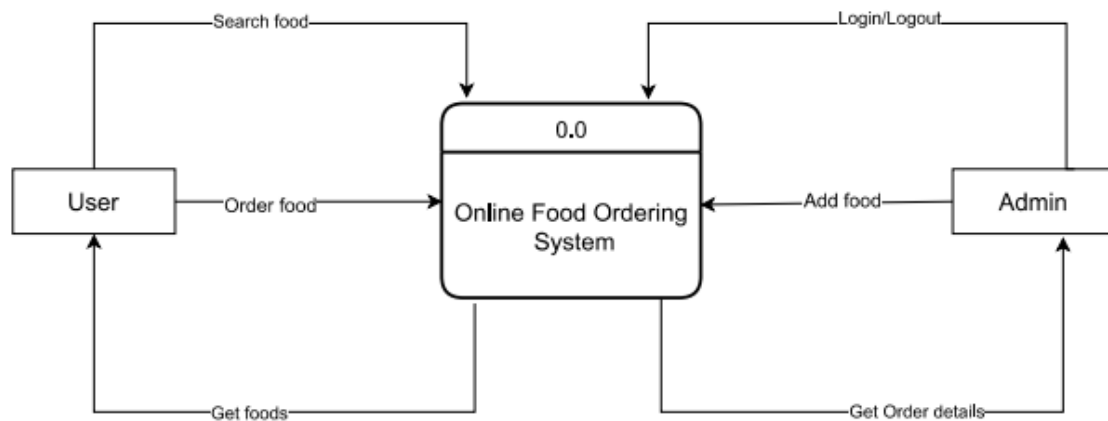 Search food
Login/Logout
0.0
User
Order food
Online Food Ordering
System
Add food
Admin
Get foods
Get Order details